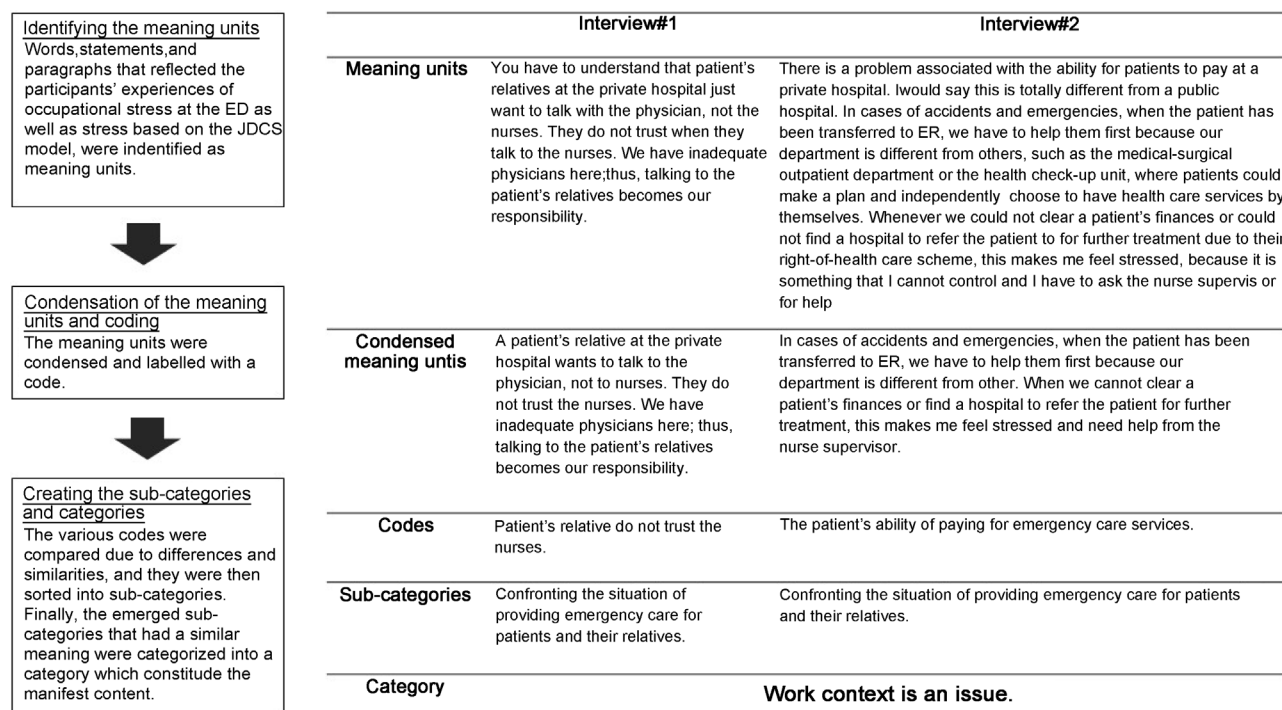 Identifying the meaning units
Words,statements,and
paragraphs that reflected the
participants' experiences of
occupational stress at the ED as
well as stress based on the JDCS
model, were indentified as
meaning units.
Condensation of the meaning
units and coding
The meaning units were
condensed and labelled with a
code.
Creating the sub-categories
and categories
The various codes were
compared due to differences and
similarities, and they were then
sorted into sub-categories.
Finally, the emerged sub-
categories that had a similar
meaning were categorized into a
category which constitude the
manifest content.
Interview#1
Interview#2
Meaning units
You have to understand that patient's
relatives at the private hospital just
want to talk with the physician, not the
nurses. They do not trust when they
talk to the nurses. We have inadequate
physicians here;thus, talking to the
patient's relatives becomes our
responsibility.
There is a problem associated with the ability for patients to pay at a
private hospital. Iwould say this is totally different from a public
hospital. In cases of accidents and emergencies, when the patient has
been transferred to ER, we have to help them first because our
department is different from others, such as the medical-surgical
outpatient department or the health check-up unit, where patients could
make a plan and independently choose to have health care services by
themselves. Whenever we could not clear a patient's finances or could
not find a hospital to refer the patient to for further treatment due to their
right-of-health care scheme, this makes me feel stressed, because it is
something that I cannot control and I have to ask the nurse supervis or
for help
Condensed
meaning untis
A patient's relative at the private
hospital wants to talk to the
physician, not to nurses. They do
not trust the nurses. We have
inadequate physicians here; thus,
talking to the patient's relatives
becomes our responsibility.
In cases of accidents and emergencies, when the patient has been
transferred to ER, we have to help them first because our
department is different from other. When we cannot clear a
patient's finances or find a hospital to refer the patient for further
treatment, this makes me feel stressed and need help from the
nurse supervisor.
Codes
Patient's relative do not trust the
nurses.
The patient's ability of paying for emergency care services.
Sub-categories
Confronting the situation of
providing emergency care for
patients and their relatives.
Confronting the situation of providing emergency care for patients
and their relatives.
Category
Work context is an issue.